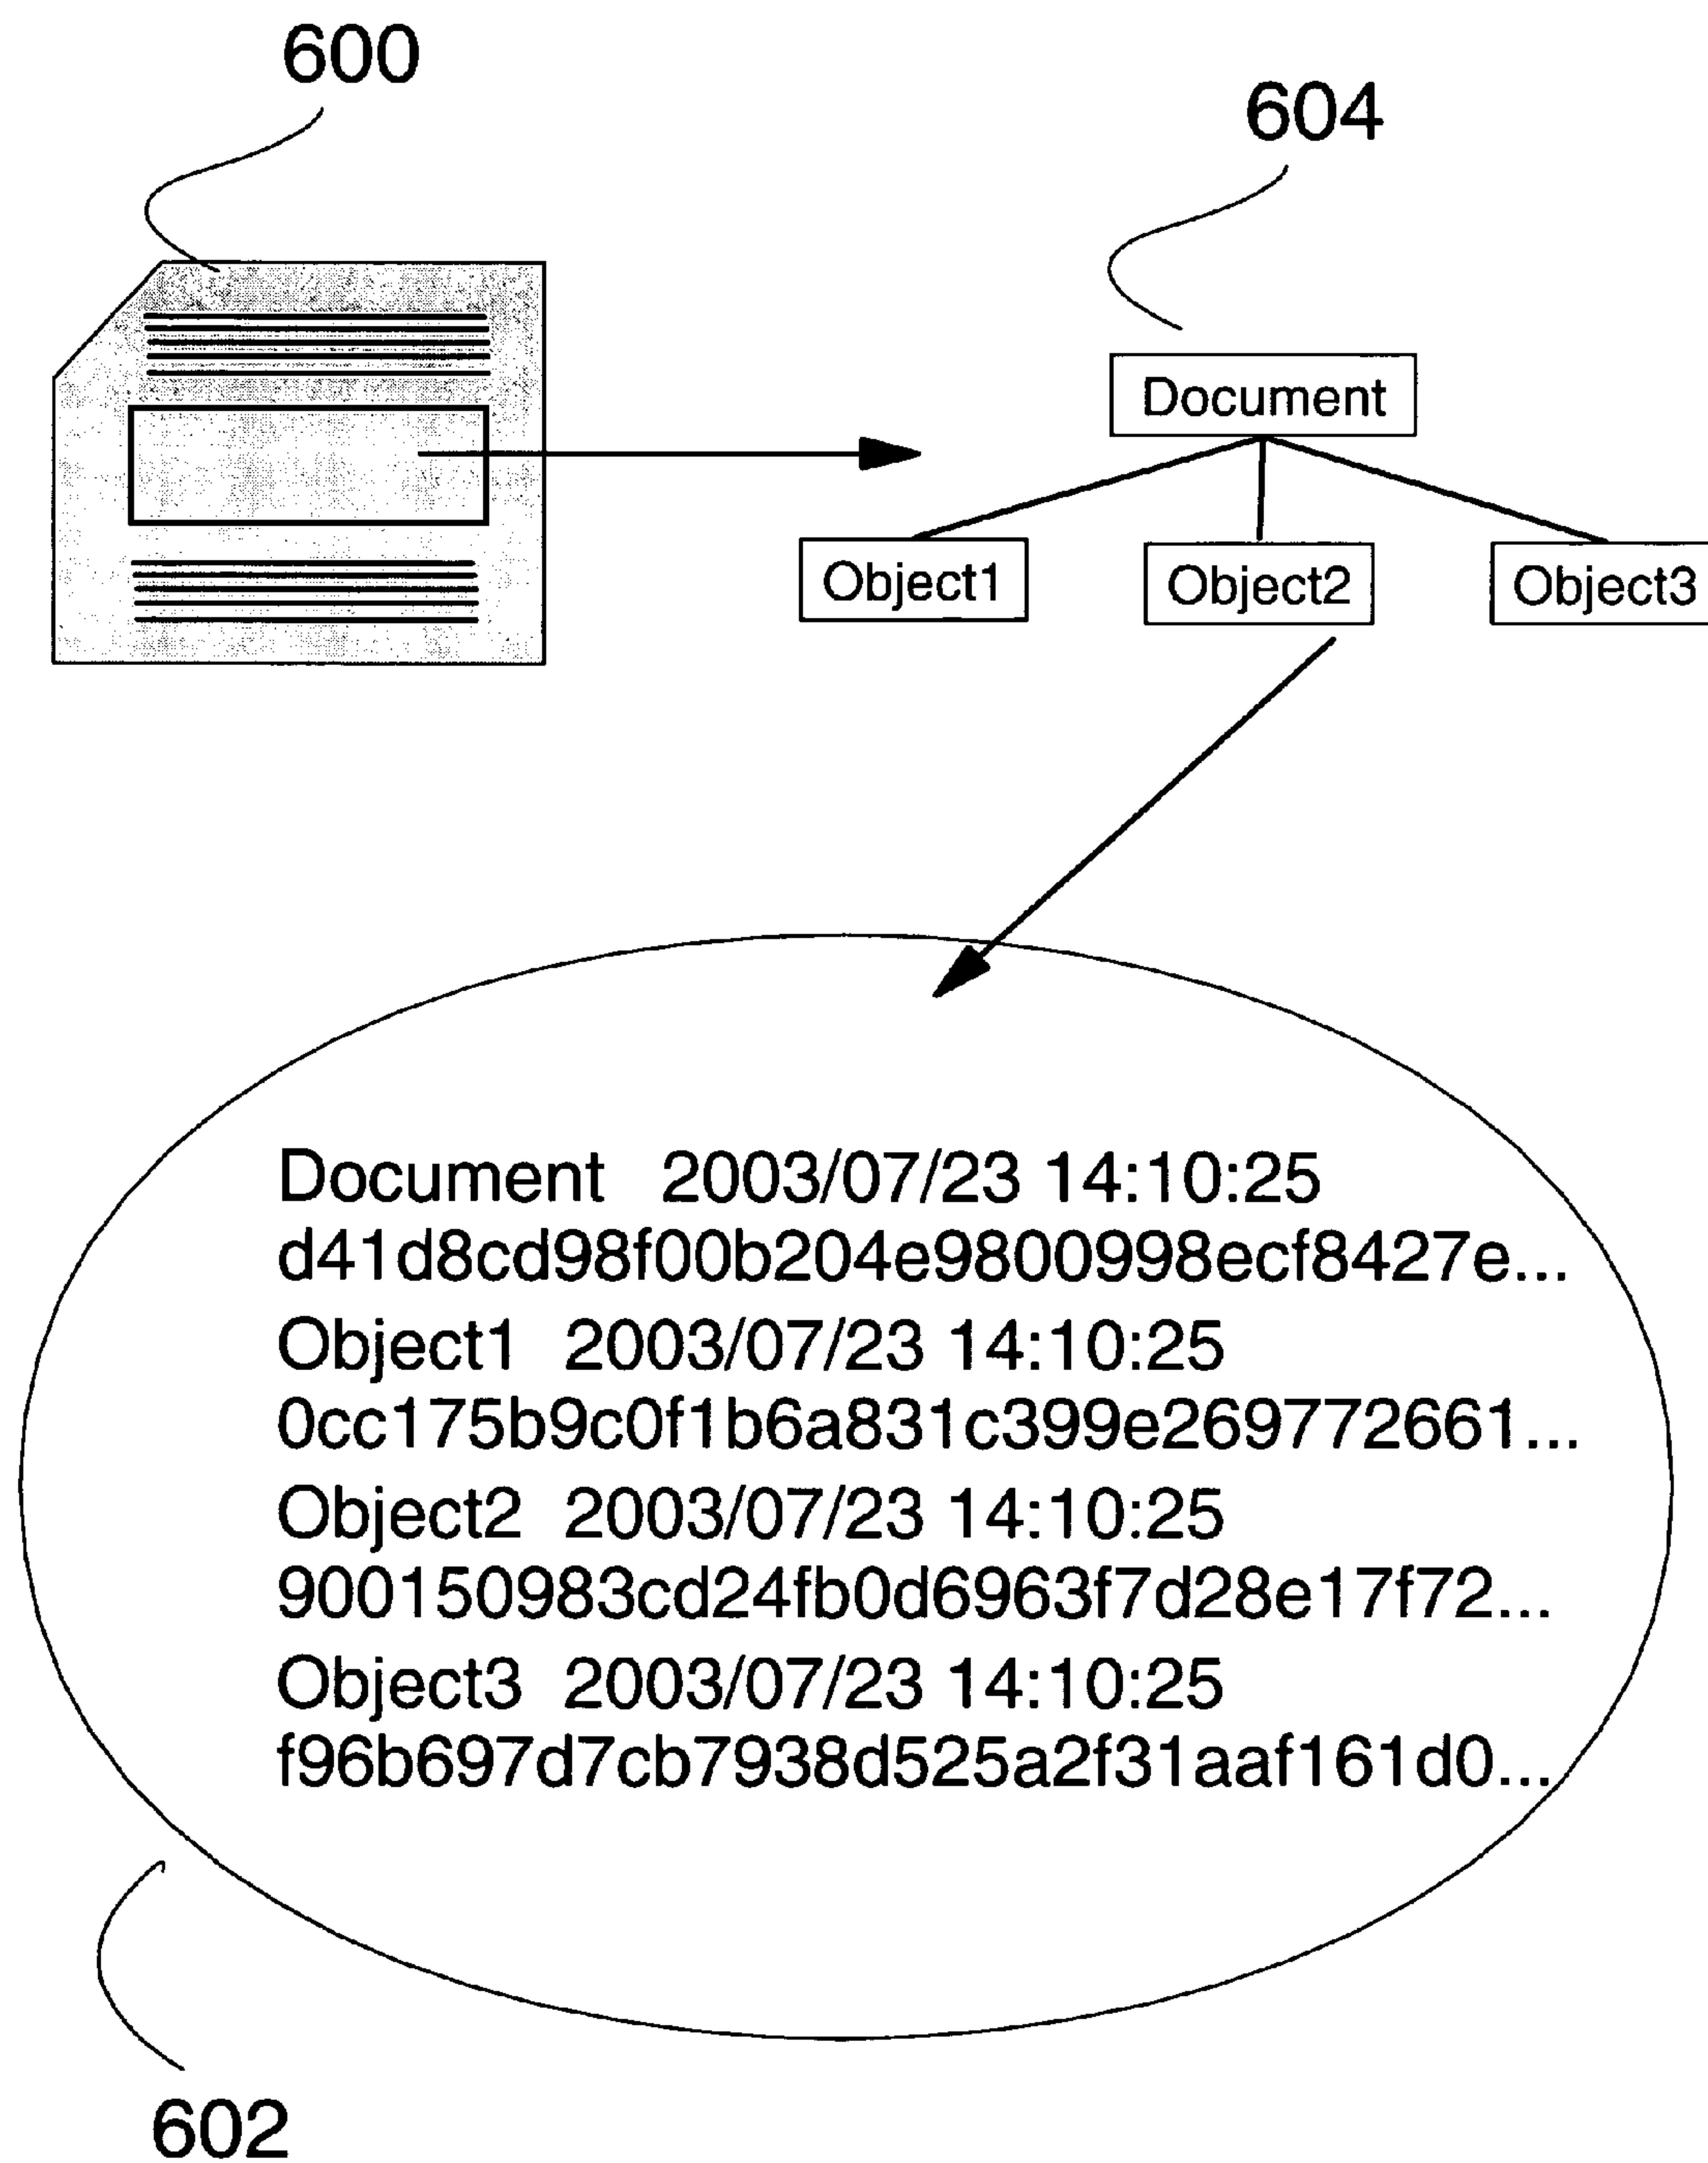 600
604
Document
Object1
Object2
Object3
Document 2003/07/23 14:10:25
d41d8cd98f00b204e9800998ecf8427e...
Object1 2003/07/23 14:10:25
0cc175b9c0f1b6a831c399e269772661...
Object2 2003/07/23 14:10:25
900150983cd24fb0d6963f7d28e17f72...
Object3 2003/07/23 14:10:25
f96b697d7cb7938d525a2f31aaf161d0...
602